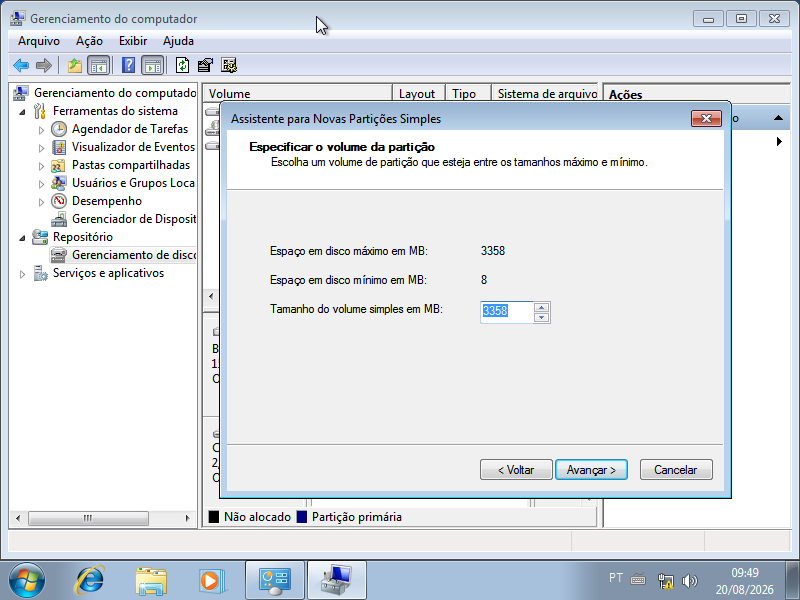 Gerenciamento do computador
Arquivo Ação Exibir Ajuda
Gerenciamento do computado
Ferramentas do sistema
Agendador de Tarefas
Visualizador de Eventos
Pastas compartilhadas
Usuários e Grupos Loca
Desempenho
Gerenciador de Disposit
Repositório
Gerenciamento de disco
Serviços e aplicativos
Volume Layout Tipo Sistema de arquivo
Ações
Assistente para Novas Partições Simples
Especificar o volume da partição
Escolha um volume de partição que esteja entre os tamanhos máximo e mínimo.
Espaço em disco máximo em MB: 3358
Espaço em disco mínimo em MB: 8
Tamanho do volume simples em MB: 3358
< Voltar Avançar > Cancelar
Não alocado Partição primária
PT
09:49
20/08/2026